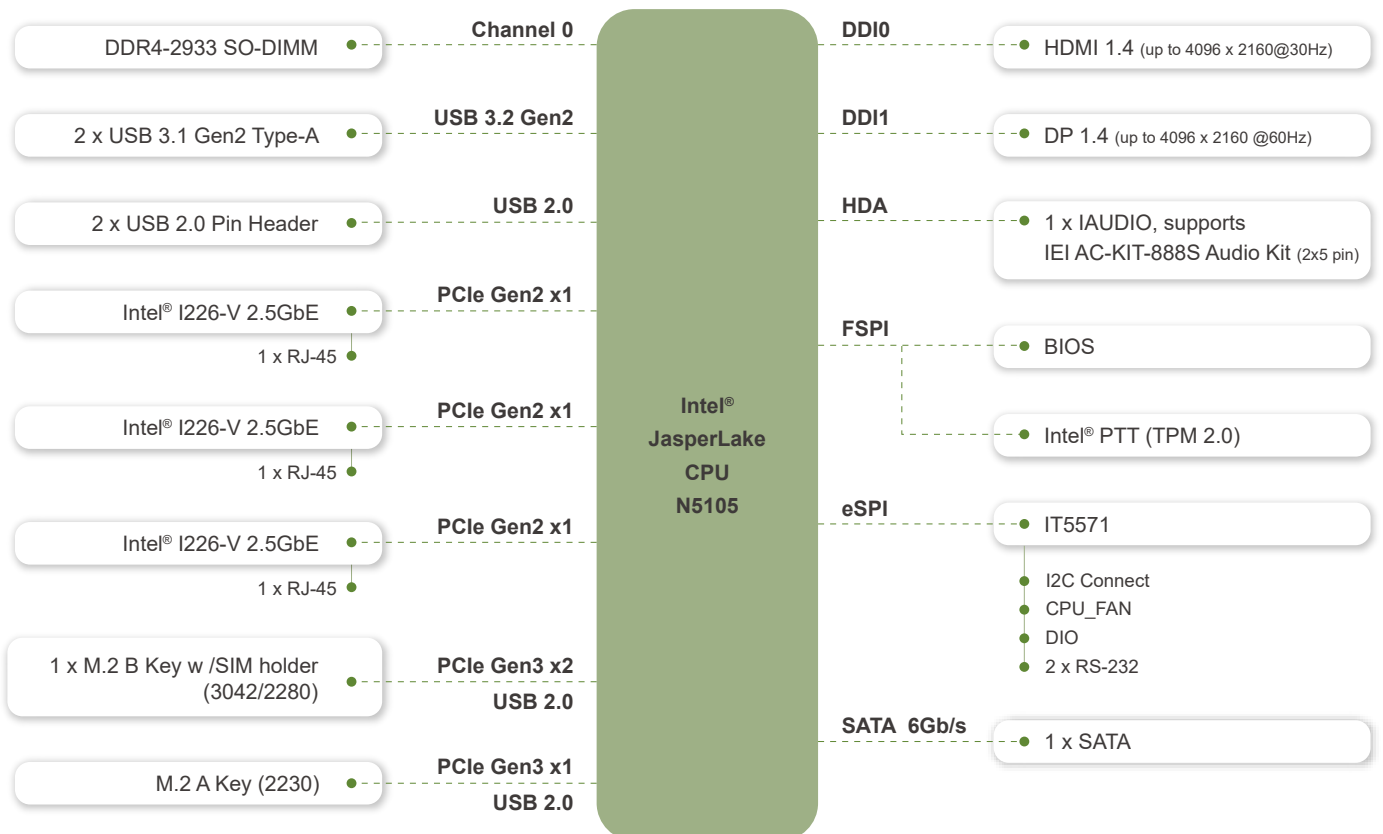 Channel 0
DDR4-2933 SO-DIMM
USB 3.2 Gen2
2 x USB 3.1 Gen2 Type-A
USB 2.0
2 x USB 2.0 Pin Header
PCIe Gen2 x1
Intel® I226-V 2.5GbE
1 x RJ-45
PCIe Gen2 x1
Intel® I226-V 2.5GbE
1 x RJ-45
PCIe Gen2 x1
Intel® I226-V 2.5GbE
1 x RJ-45
PCIe Gen3 x2
1 x M.2 B Key w /SIM holder
(3042/2280)
USB 2.0
PCIe Gen3 x1
M.2 A Key (2230)
USB 2.0
Intel®
JasperLake
CPU
N5105
DDI0
HDMI 1.4 (up to 4096 x 2160@30Hz)
DDI1
DP 1.4 (up to 4096 x 2160 @60Hz)
HDA
1 x IAUDIO, supports
IEI AC-KIT-888S Audio Kit (2x5 pin)
FSPI
BIOS
Intel® PTT (TPM 2.0)
eSPI
IT5571
I2C Connect
CPU_FAN
DIO
2 x RS-232
SATA 6Gb/s
1 x SATA